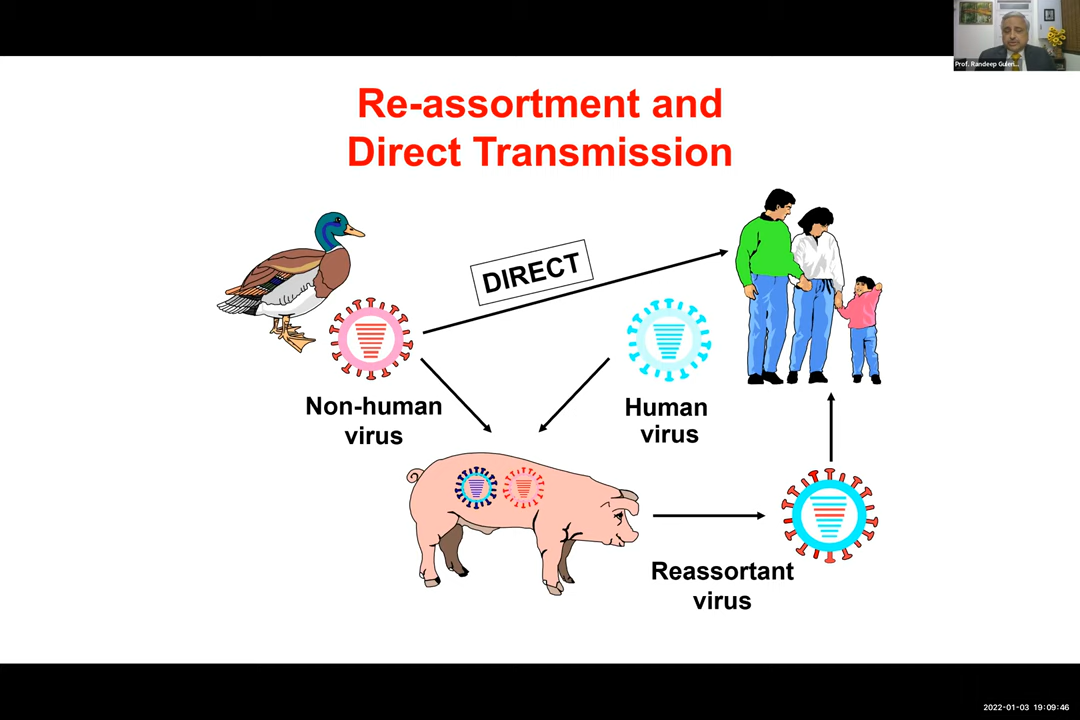 Prof. Randeep Guleri...
Re-assortment and
Direct Transmission
DIRECT
Non-human
virus
Human
virus
Reassortant
virus
2022-01-03 19:09:46